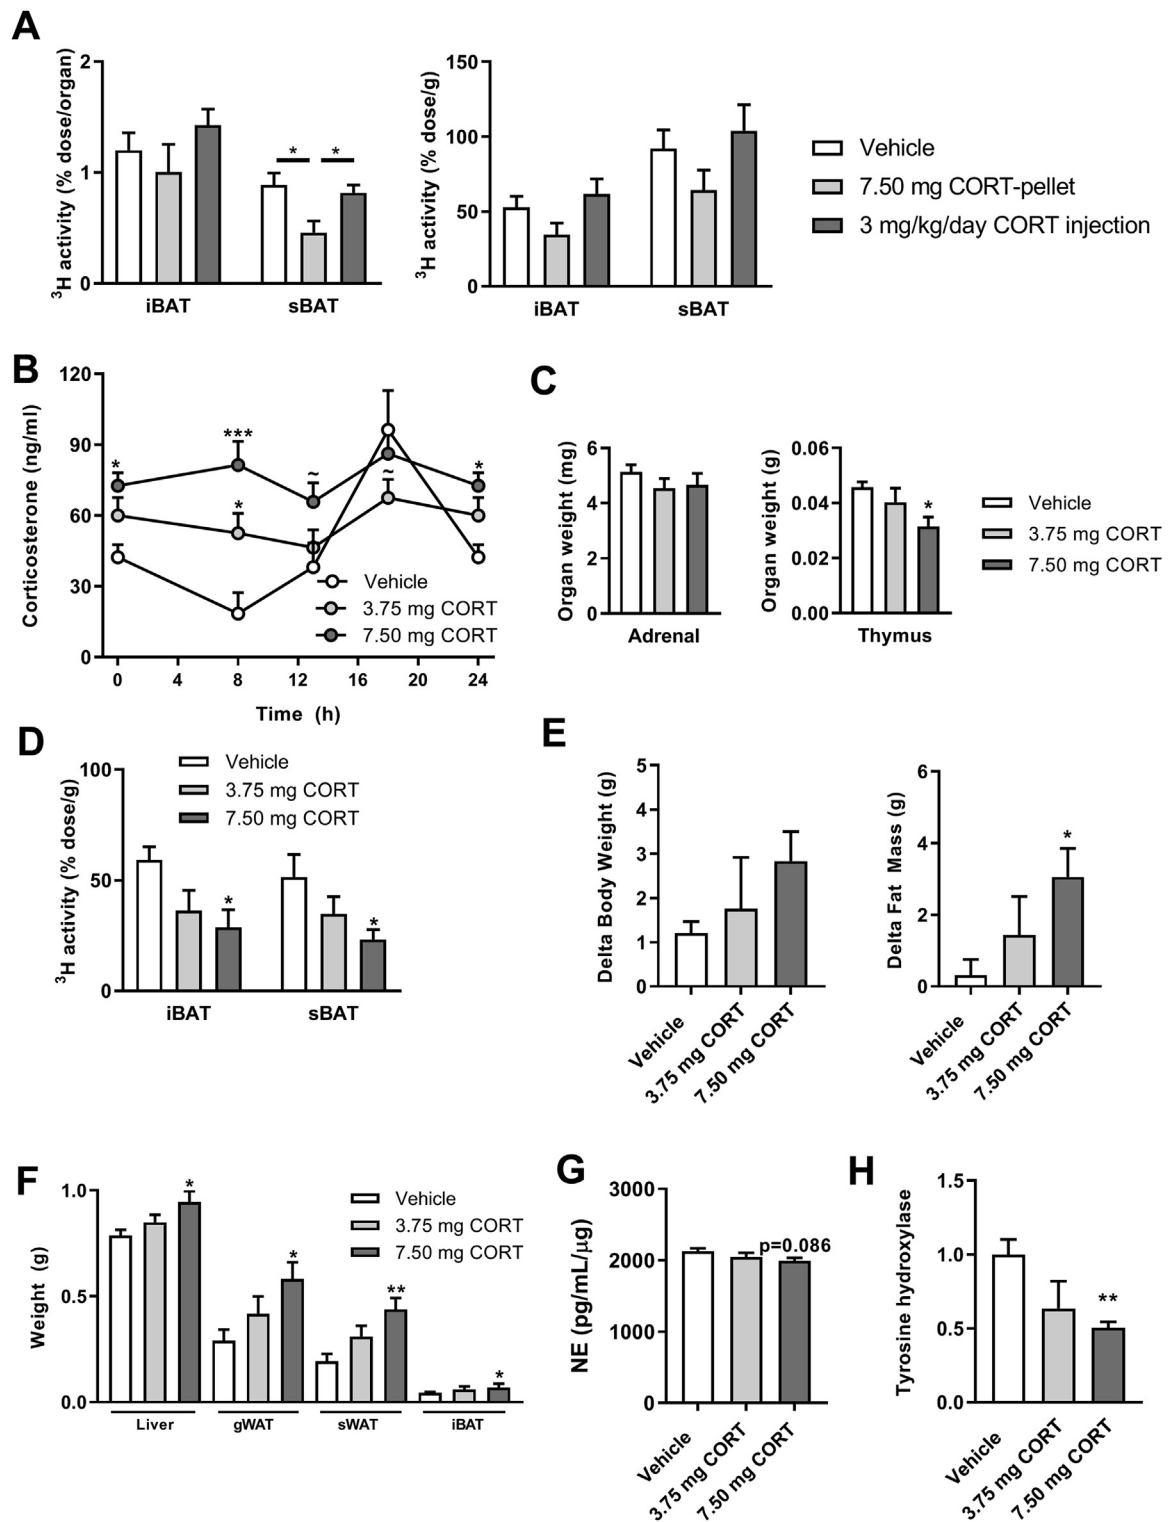 A
³H activity (% dose/organ)
2
1
0
*
*
iBAT
sBAT
³H activity (% dose/g)
150
100
50
0
iBAT
sBAT
Vehicle
7.50 mg CORT-pellet
3 mg/kg/day CORT injection
B
Corticosterone (ng/ml)
120
90
60
30
0
*
***
*
~
~
*
Vehicle
3.75 mg CORT
7.50 mg CORT
0 4 8 12 16 20 24
Time (h)
C
Organ weight (mg)
6
4
2
0
Adrenal
Organ weight (g)
0.06
0.04
0.02
0.00
*
Thymus
Vehicle
3.75 mg CORT
7.50 mg CORT
D
Vehicle
3.75 mg CORT
7.50 mg CORT
³H activity (% dose/g)
100
50
0
*
*
iBAT
sBAT
E
Delta Body Weight (g)
5
4
3
2
1
0
Vehicle
3.75 mg CORT
7.50 mg CORT
Delta Fat Mass (g)
6
4
2
0
*
Vehicle
3.75 mg CORT
7.50 mg CORT
F
Weight (g)
1.0
0.5
0.0
*
*
**
*
Vehicle
3.75 mg CORT
7.50 mg CORT
Liver
gWAT
sWAT
iBAT
G
NE (pg/mL/µg)
3000
2000
1000
0
p=0.086
Vehicle
3.75 mg CORT
7.50 mg CORT
H
Tyrosine hydroxylase
1.5
1.0
0.5
0.0
**
Vehicle
3.75 mg CORT
7.50 mg CORT